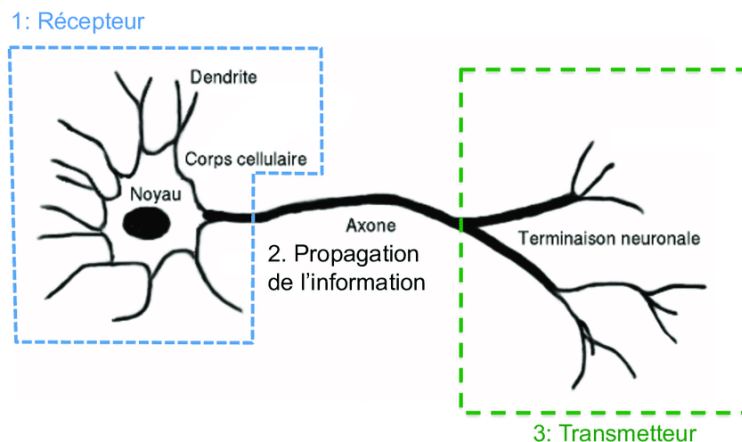 1: Récepteur
Dendrite
Corps cellulaire
Noyau
Axone
2. Propagation
de l'information
Terminaison neuronale
3: Transmetteur